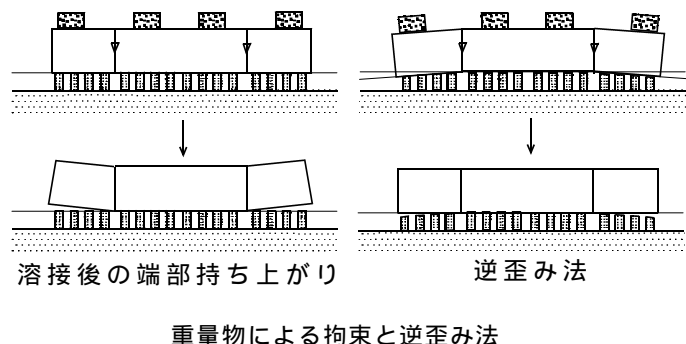 溶接後の端部持ち上がり
逆歪み法
重量物による拘束と逆歪み法